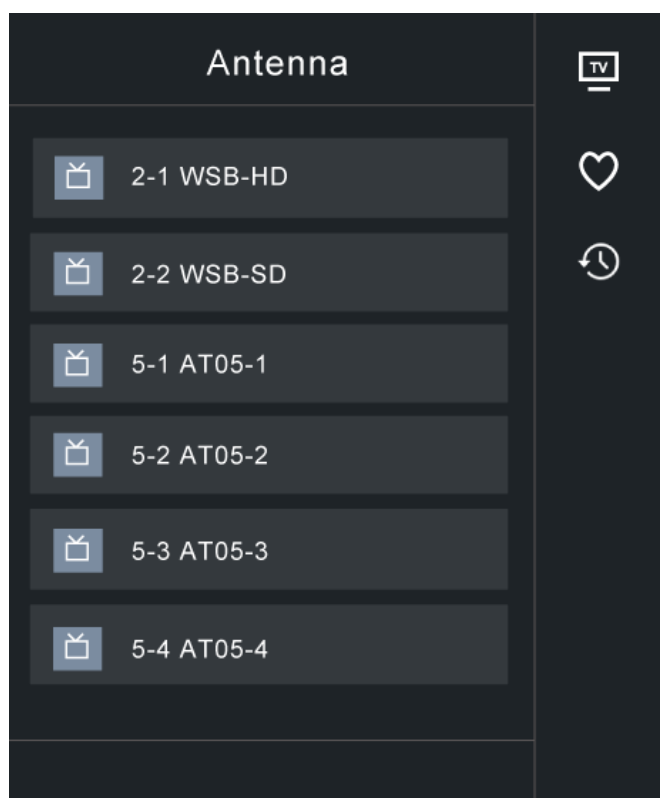 Antenna
TV
2-1 WSB-HD
2-2 WSB-SD
5-1 AT05-1
5-2 AT05-2
5-3 AT05-3
5-4 AT05-4